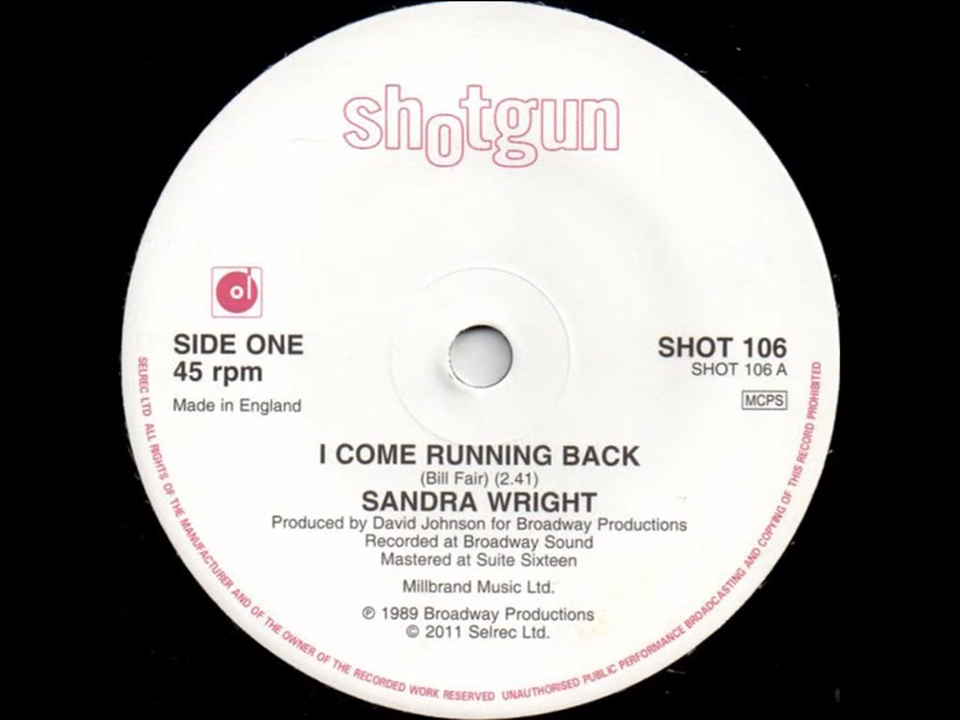 shotgun
SIDE ONE
45 rpm
Made in England
SHOT 106
SHOT 106 A
MCPS
I COME RUNNING BACK
(Bill Fair) (2.41)
SANDRA WRIGHT
Produced by David Johnson for Broadway Productions
Recorded at Broadway Sound
Mastered at Suite Sixteen
Millbrand Music Ltd.
℗ 1989 Broadway Productions
© 2011 Selrec Ltd.
SELREC LTD ALL RIGHTS OF THE MANUFACTURER AND OF THE OWNER OF THE RECORDED WORK RESERVED UNAUTHORISED PUBLIC PERFORMANCE BROADCASTING AND COPYING OF THIS RECORD PROHIBITED